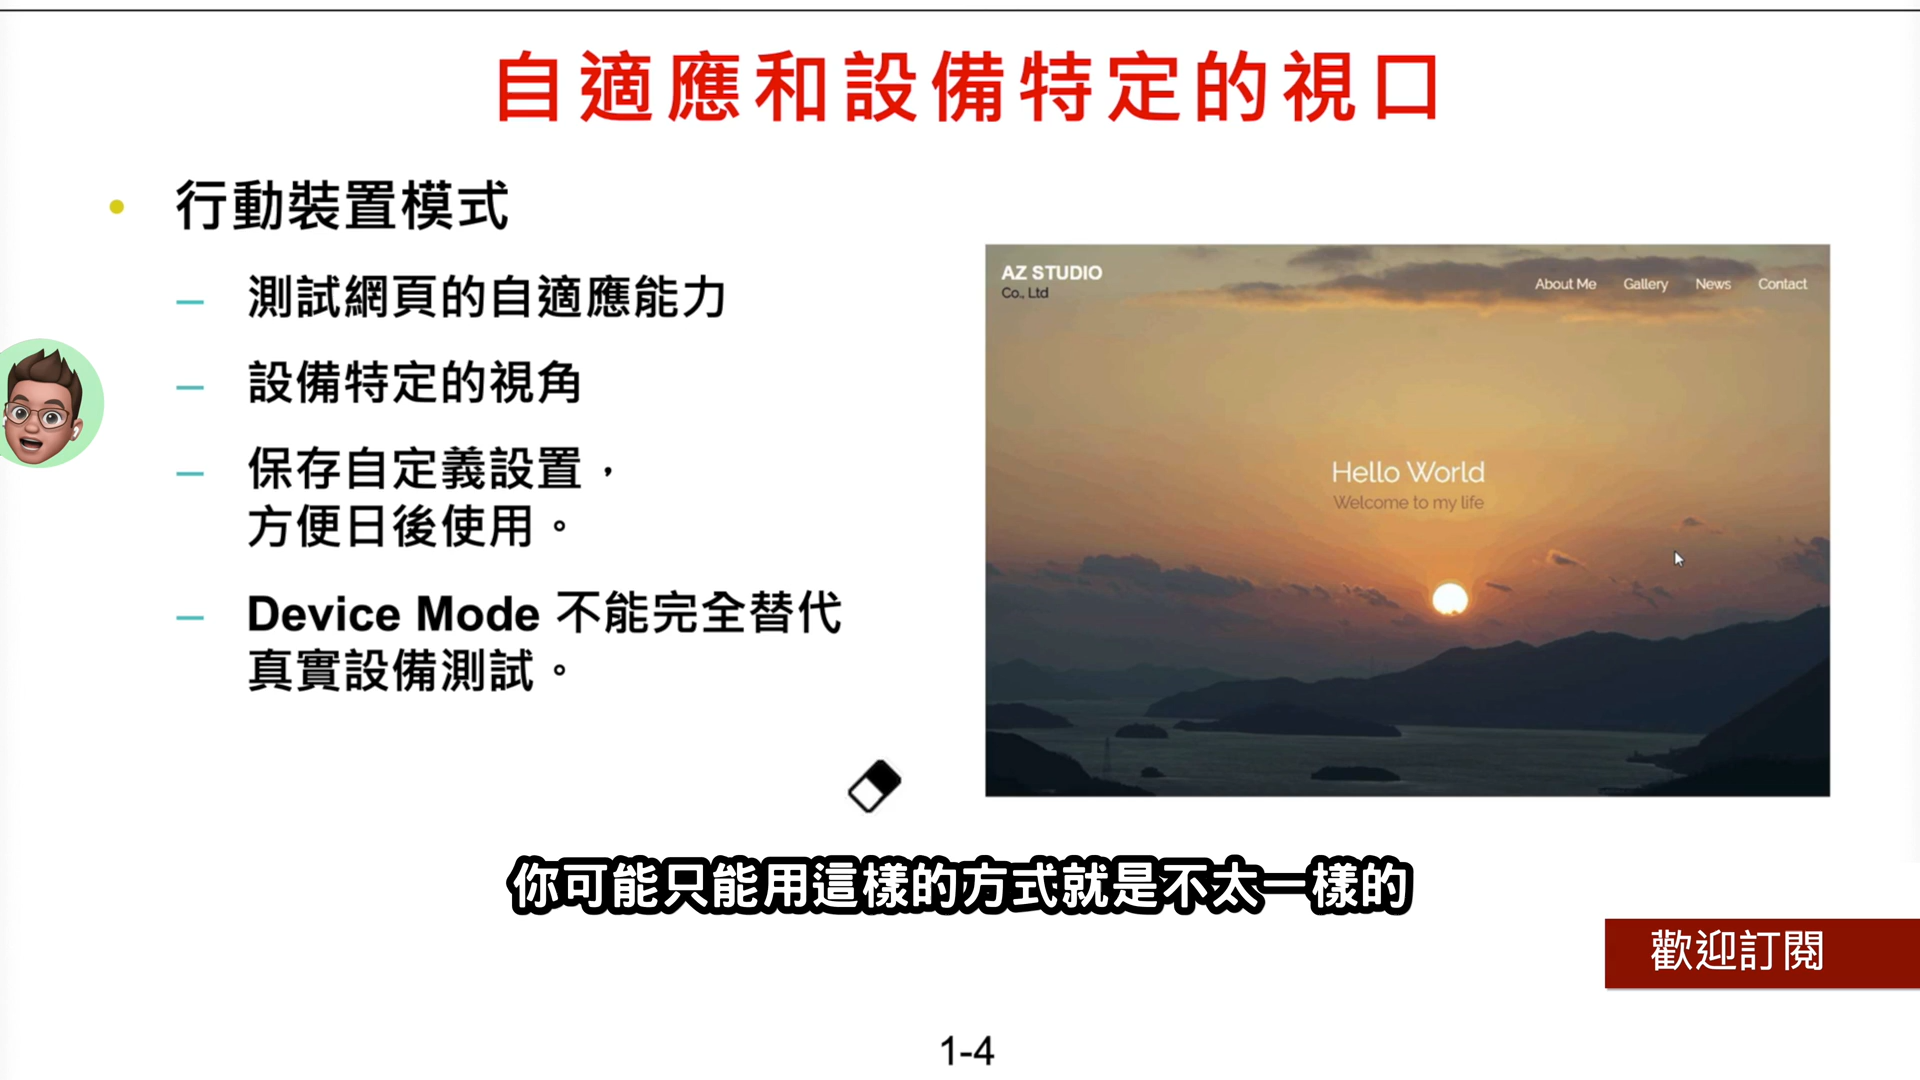 自適應和設備特定的視口
• 行動裝置模式
– 測試網頁的自適應能力
– 設備特定的視角
– 保存自定義設置，
方便日後使用。
– Device Mode 不能完全替代
真實設備測試。
AZ STUDIO
Co., Ltd
About Me Gallery News Contact
Hello World
Welcome to my life
你可能只能用這樣的方式就是不太一樣的
歡迎訂閱
1-4